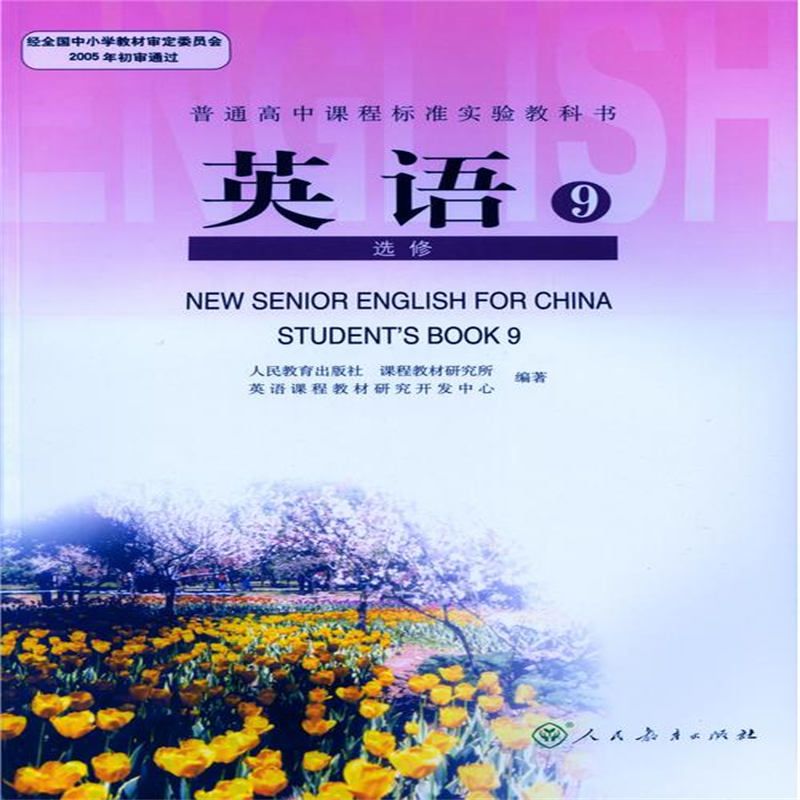 经全国中小学教材审定委员会
2005年初审通过
ENGLISH
普通高中课程标准实验教科书
英语 9
选修
NEW SENIOR ENGLISH FOR CHINA
STUDENT'S BOOK 9
人民教育出版社 课程教材研究所
英语课程教材研究开发中心 编著
人民教育出版社